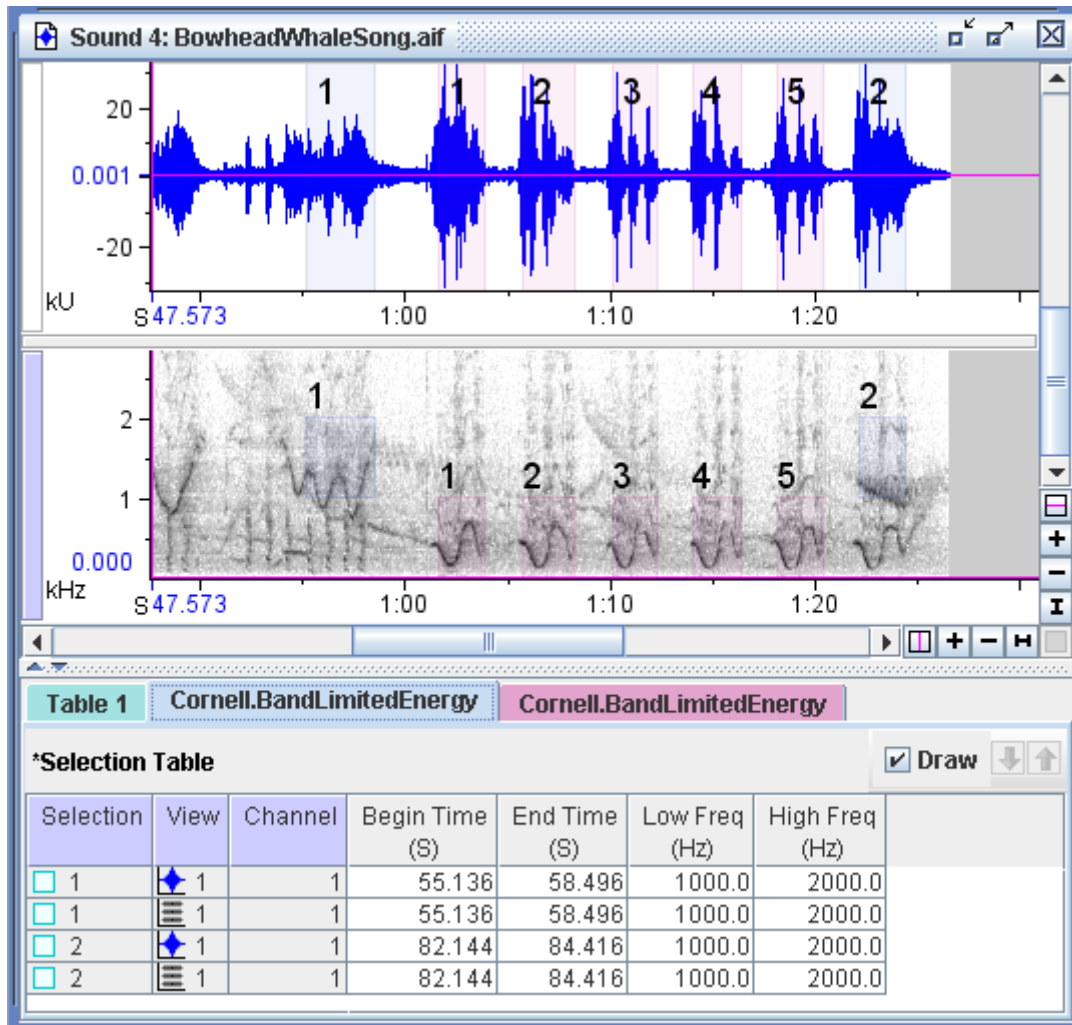 Sound 4: BowheadWhaleSong.aif
1 1 2 3 4 5 2
20
0.001
-20
kU
S 47.573 1:00 1:10 1:20
1 2
2
1 2 3 4 5
1
0.000
kHz
S 47.573 1:00 1:10 1:20
Table 1 Cornell.BandLimitedEnergy Cornell.BandLimitedEnergy
*Selection Table Draw
Selection View Channel Begin Time (S) End Time (S) Low Freq (Hz) High Freq (Hz)
1 1 1 55.136 58.496 1000.0 2000.0
1 1 1 55.136 58.496 1000.0 2000.0
2 1 1 82.144 84.416 1000.0 2000.0
2 1 1 82.144 84.416 1000.0 2000.0